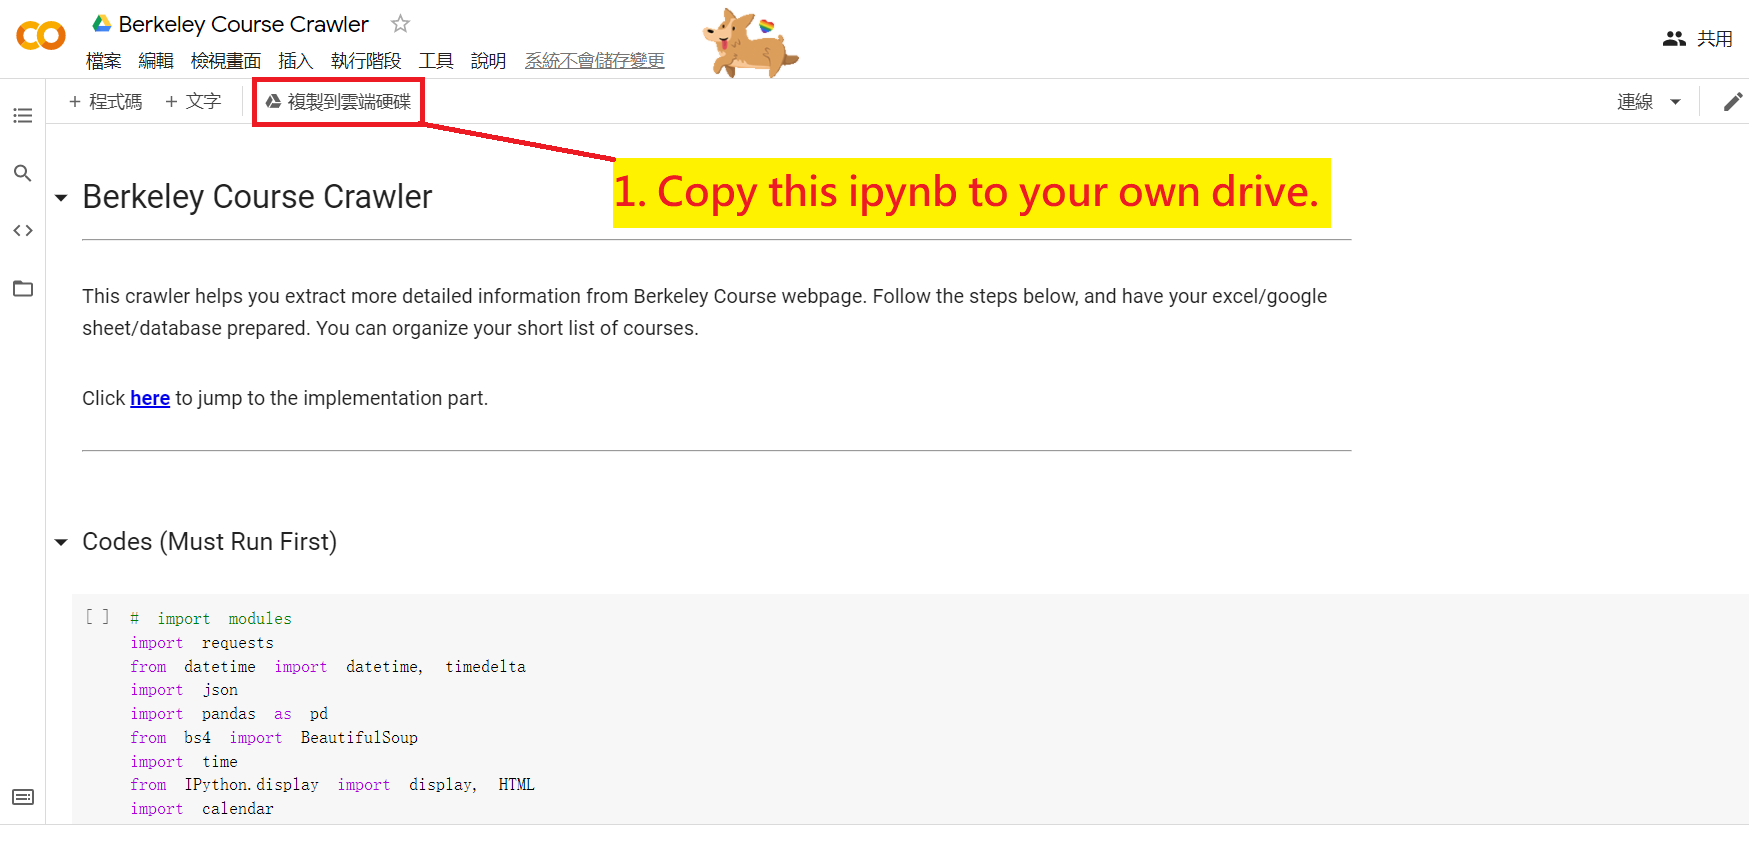 Berkeley Course Crawler
檔案 編輯 檢視畫面 插入 執行階段 工具 說明 系統不會儲存變更
共用
+ 程式碼 + 文字 複製到雲端硬碟
連線
1. Copy this ipynb to your own drive.
Berkeley Course Crawler
This crawler helps you extract more detailed information from Berkeley Course webpage. Follow the steps below, and have your excel/google
sheet/database prepared. You can organize your short list of courses.
Click here to jump to the implementation part.
Codes (Must Run First)
[ ] # import modules
import requests
from datetime import datetime, timedelta
import json
import pandas as pd
from bs4 import BeautifulSoup
import time
from IPython.display import display, HTML
import calendar